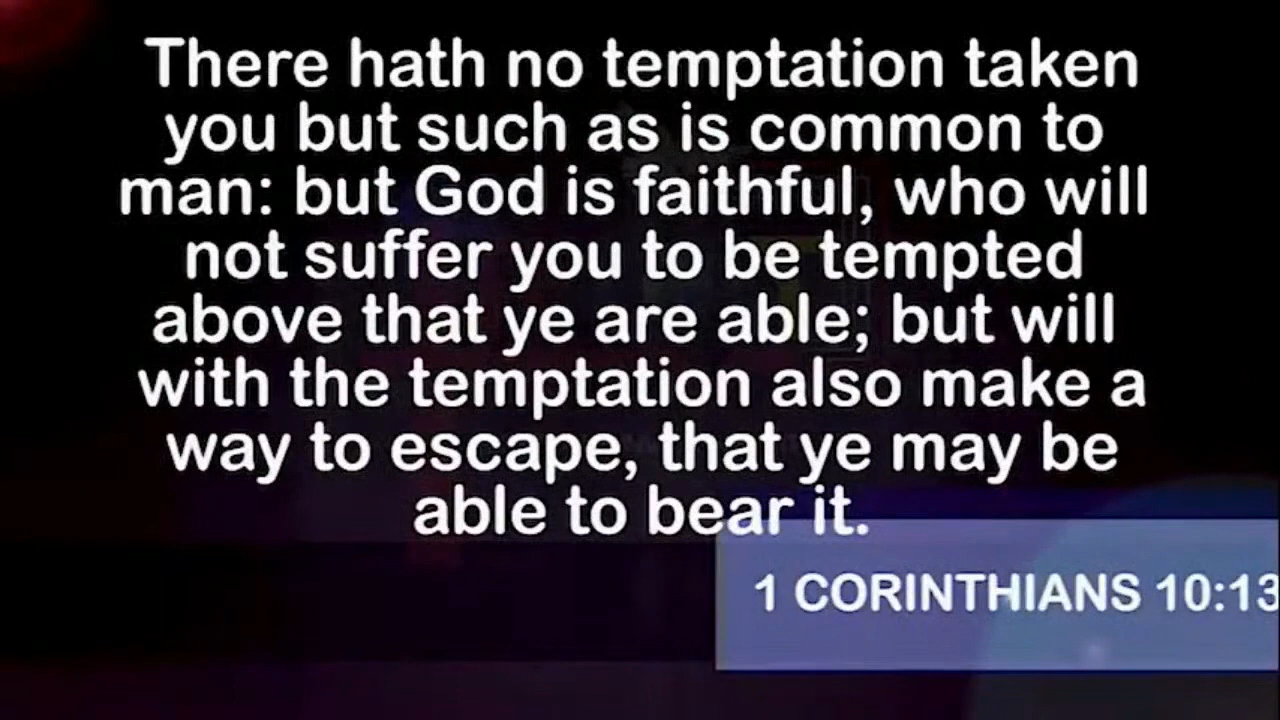 There hath no temptation taken
you but such as is common to
man: but God is faithful, who will
not suffer you to be tempted
above that ye are able; but will
with the temptation also make a
way to escape, that ye may be
able to bear it.
1 CORINTHIANS 10:13